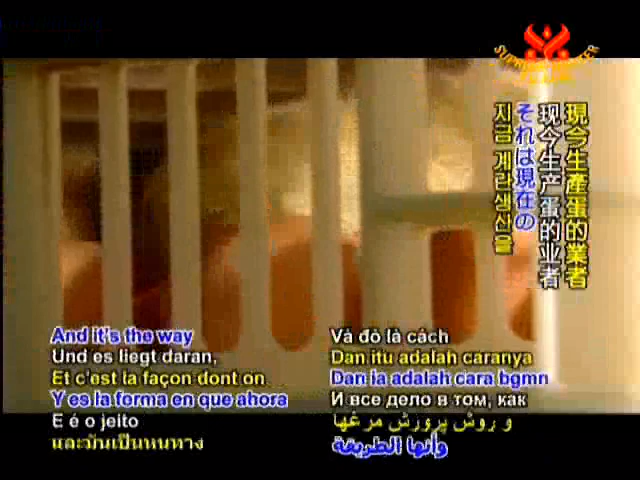 SUPREME MASTER
現今生產蛋的業者
现今生产蛋的业者
それは現在の
지금 계란생산을
And it's the way
Und es liegt daran,
Et c'est la façon dont on
Y es la forma en que ahora
E é o jeito
และมันเป็นหนทาง
Vả đò là cách
Dan itu adalah caranya
Dan ia adalah cara bgmn
И все дело в том, как
و روش پرورش مرغها
وأنها الطريقة